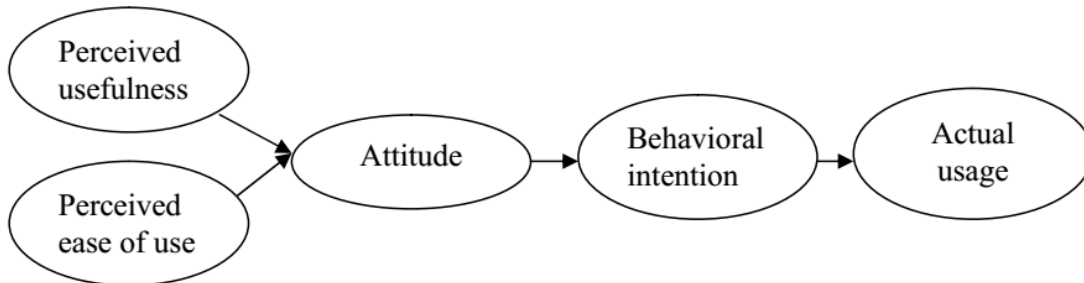 Perceived
usefulness
Perceived
ease of use
Attitude
Behavioral
intention
Actual
usage